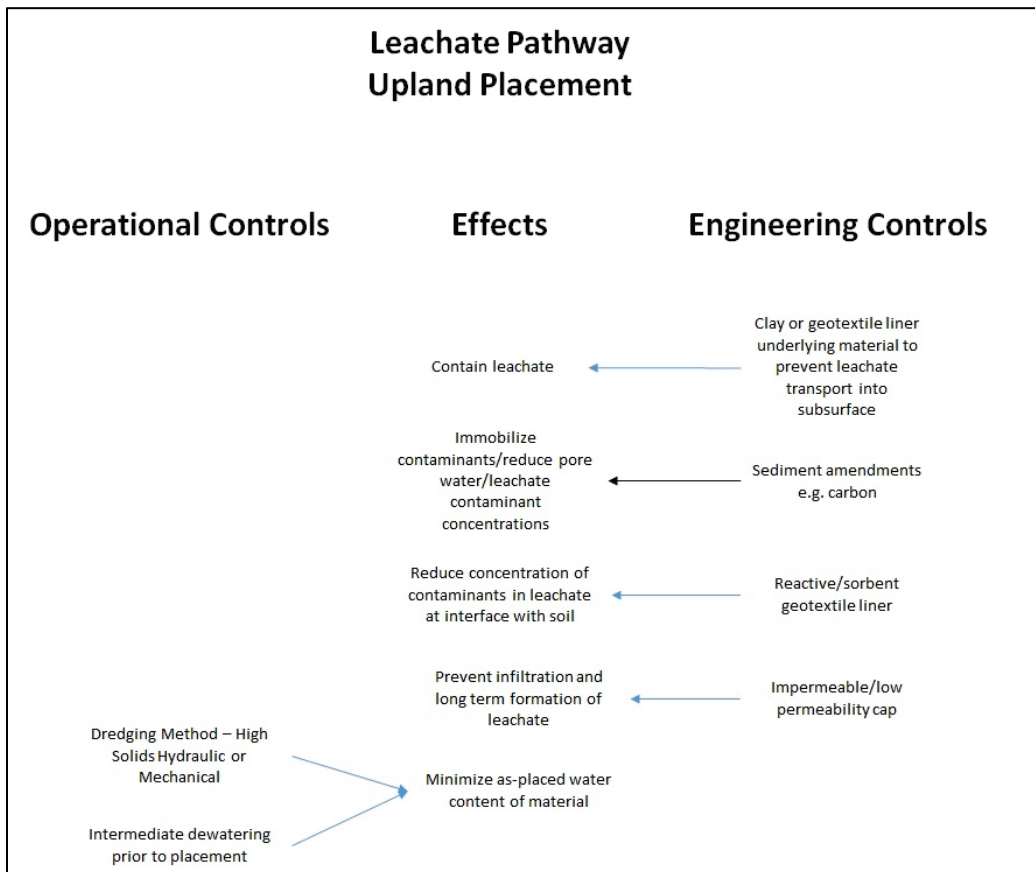 Leachate Pathway
Upland Placement
Operational Controls
Effects
Engineering Controls
Contain leachate
Clay or geotextile liner
underlying material to
prevent leachate
transport into
subsurface
Immobilize
contaminants/reduce pore
water/leachate
contaminant
concentrations
Sediment amendments
e.g. carbon
Reduce concentration of
contaminants in leachate
at interface with soil
Reactive/sorbent
geotextile liner
Prevent infiltration and
long term formation of
leachate
Impermeable/low
permeability cap
Dredging Method – High
Solids Hydraulic or
Mechanical
Minimize as-placed water
content of material
Intermediate dewatering
prior to placement